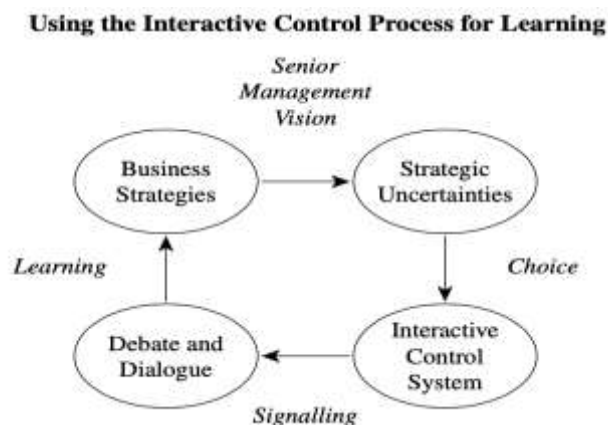 Using the Interactive Control Process for Learning
Senior
Management
Vision
Business
Strategies
Strategic
Uncertainties
Learning
Choice
Debate and
Dialogue
Interactive
Control
System
Signalling